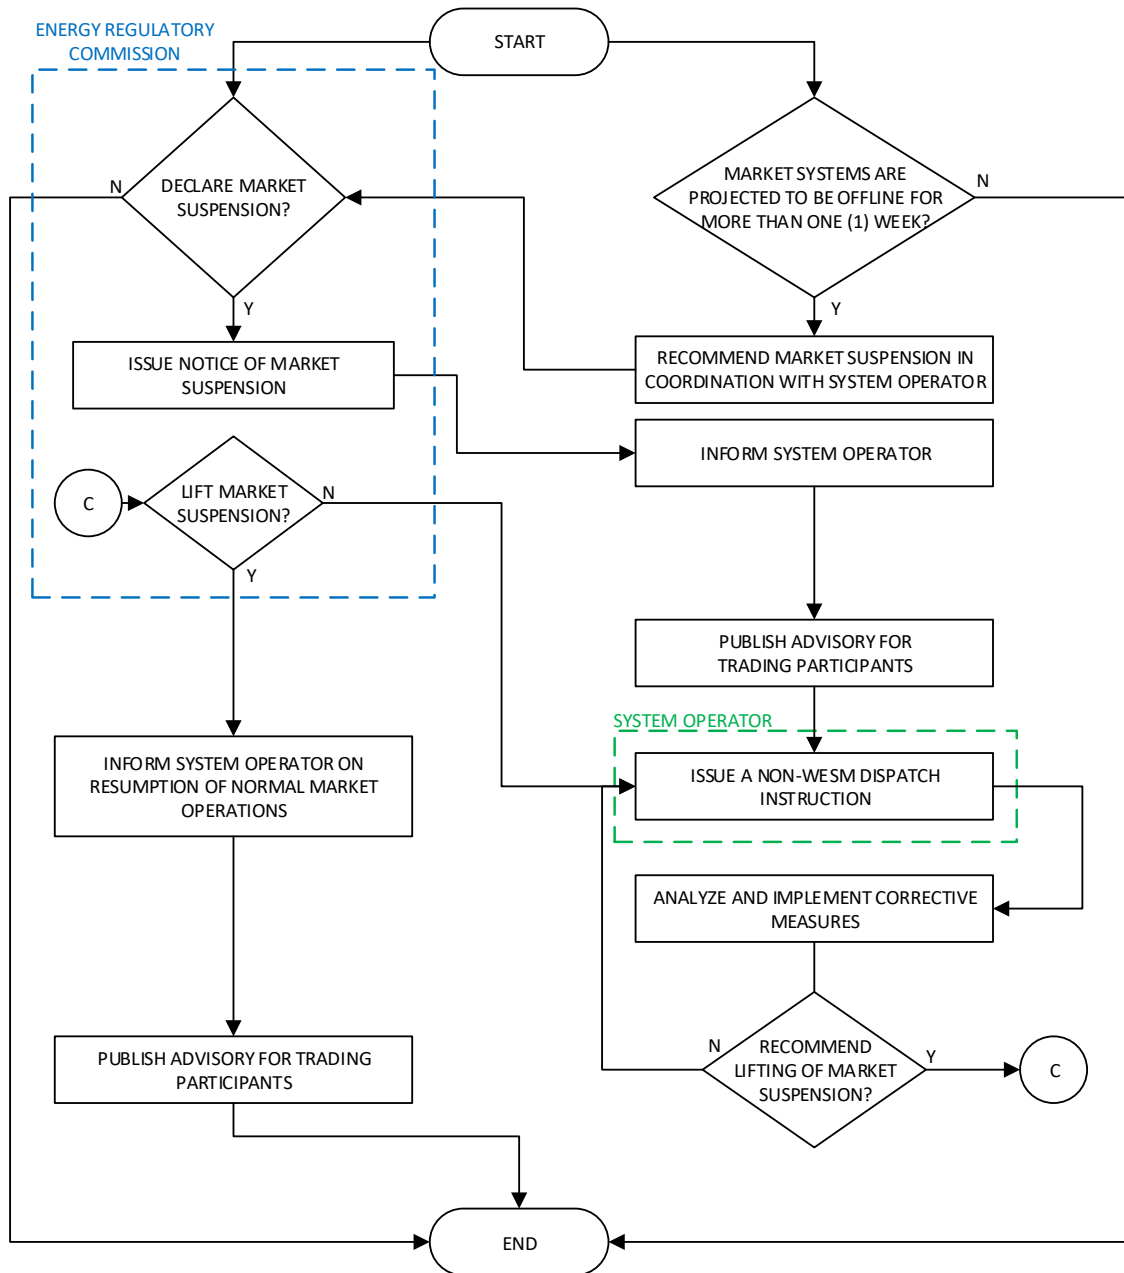 ENERGY REGULATORY
COMMISSION
START
DECLARE MARKET
SUSPENSION?
N
Y
MARKET SYSTEMS ARE
PROJECTED TO BE OFFLINE FOR
MORE THAN ONE (1) WEEK?
N
Y
ISSUE NOTICE OF MARKET
SUSPENSION
RECOMMEND MARKET SUSPENSION IN
COORDINATION WITH SYSTEM OPERATOR
INFORM SYSTEM OPERATOR
C
LIFT MARKET
SUSPENSION?
N
Y
PUBLISH ADVISORY FOR
TRADING PARTICIPANTS
SYSTEM OPERATOR
ISSUE A NON-WESM DISPATCH
INSTRUCTION
INFORM SYSTEM OPERATOR ON
RESUMPTION OF NORMAL MARKET
OPERATIONS
ANALYZE AND IMPLEMENT CORRECTIVE
MEASURES
PUBLISH ADVISORY FOR TRADING
PARTICIPANTS
N
RECOMMEND
LIFTING OF MARKET
SUSPENSION?
Y
C
END